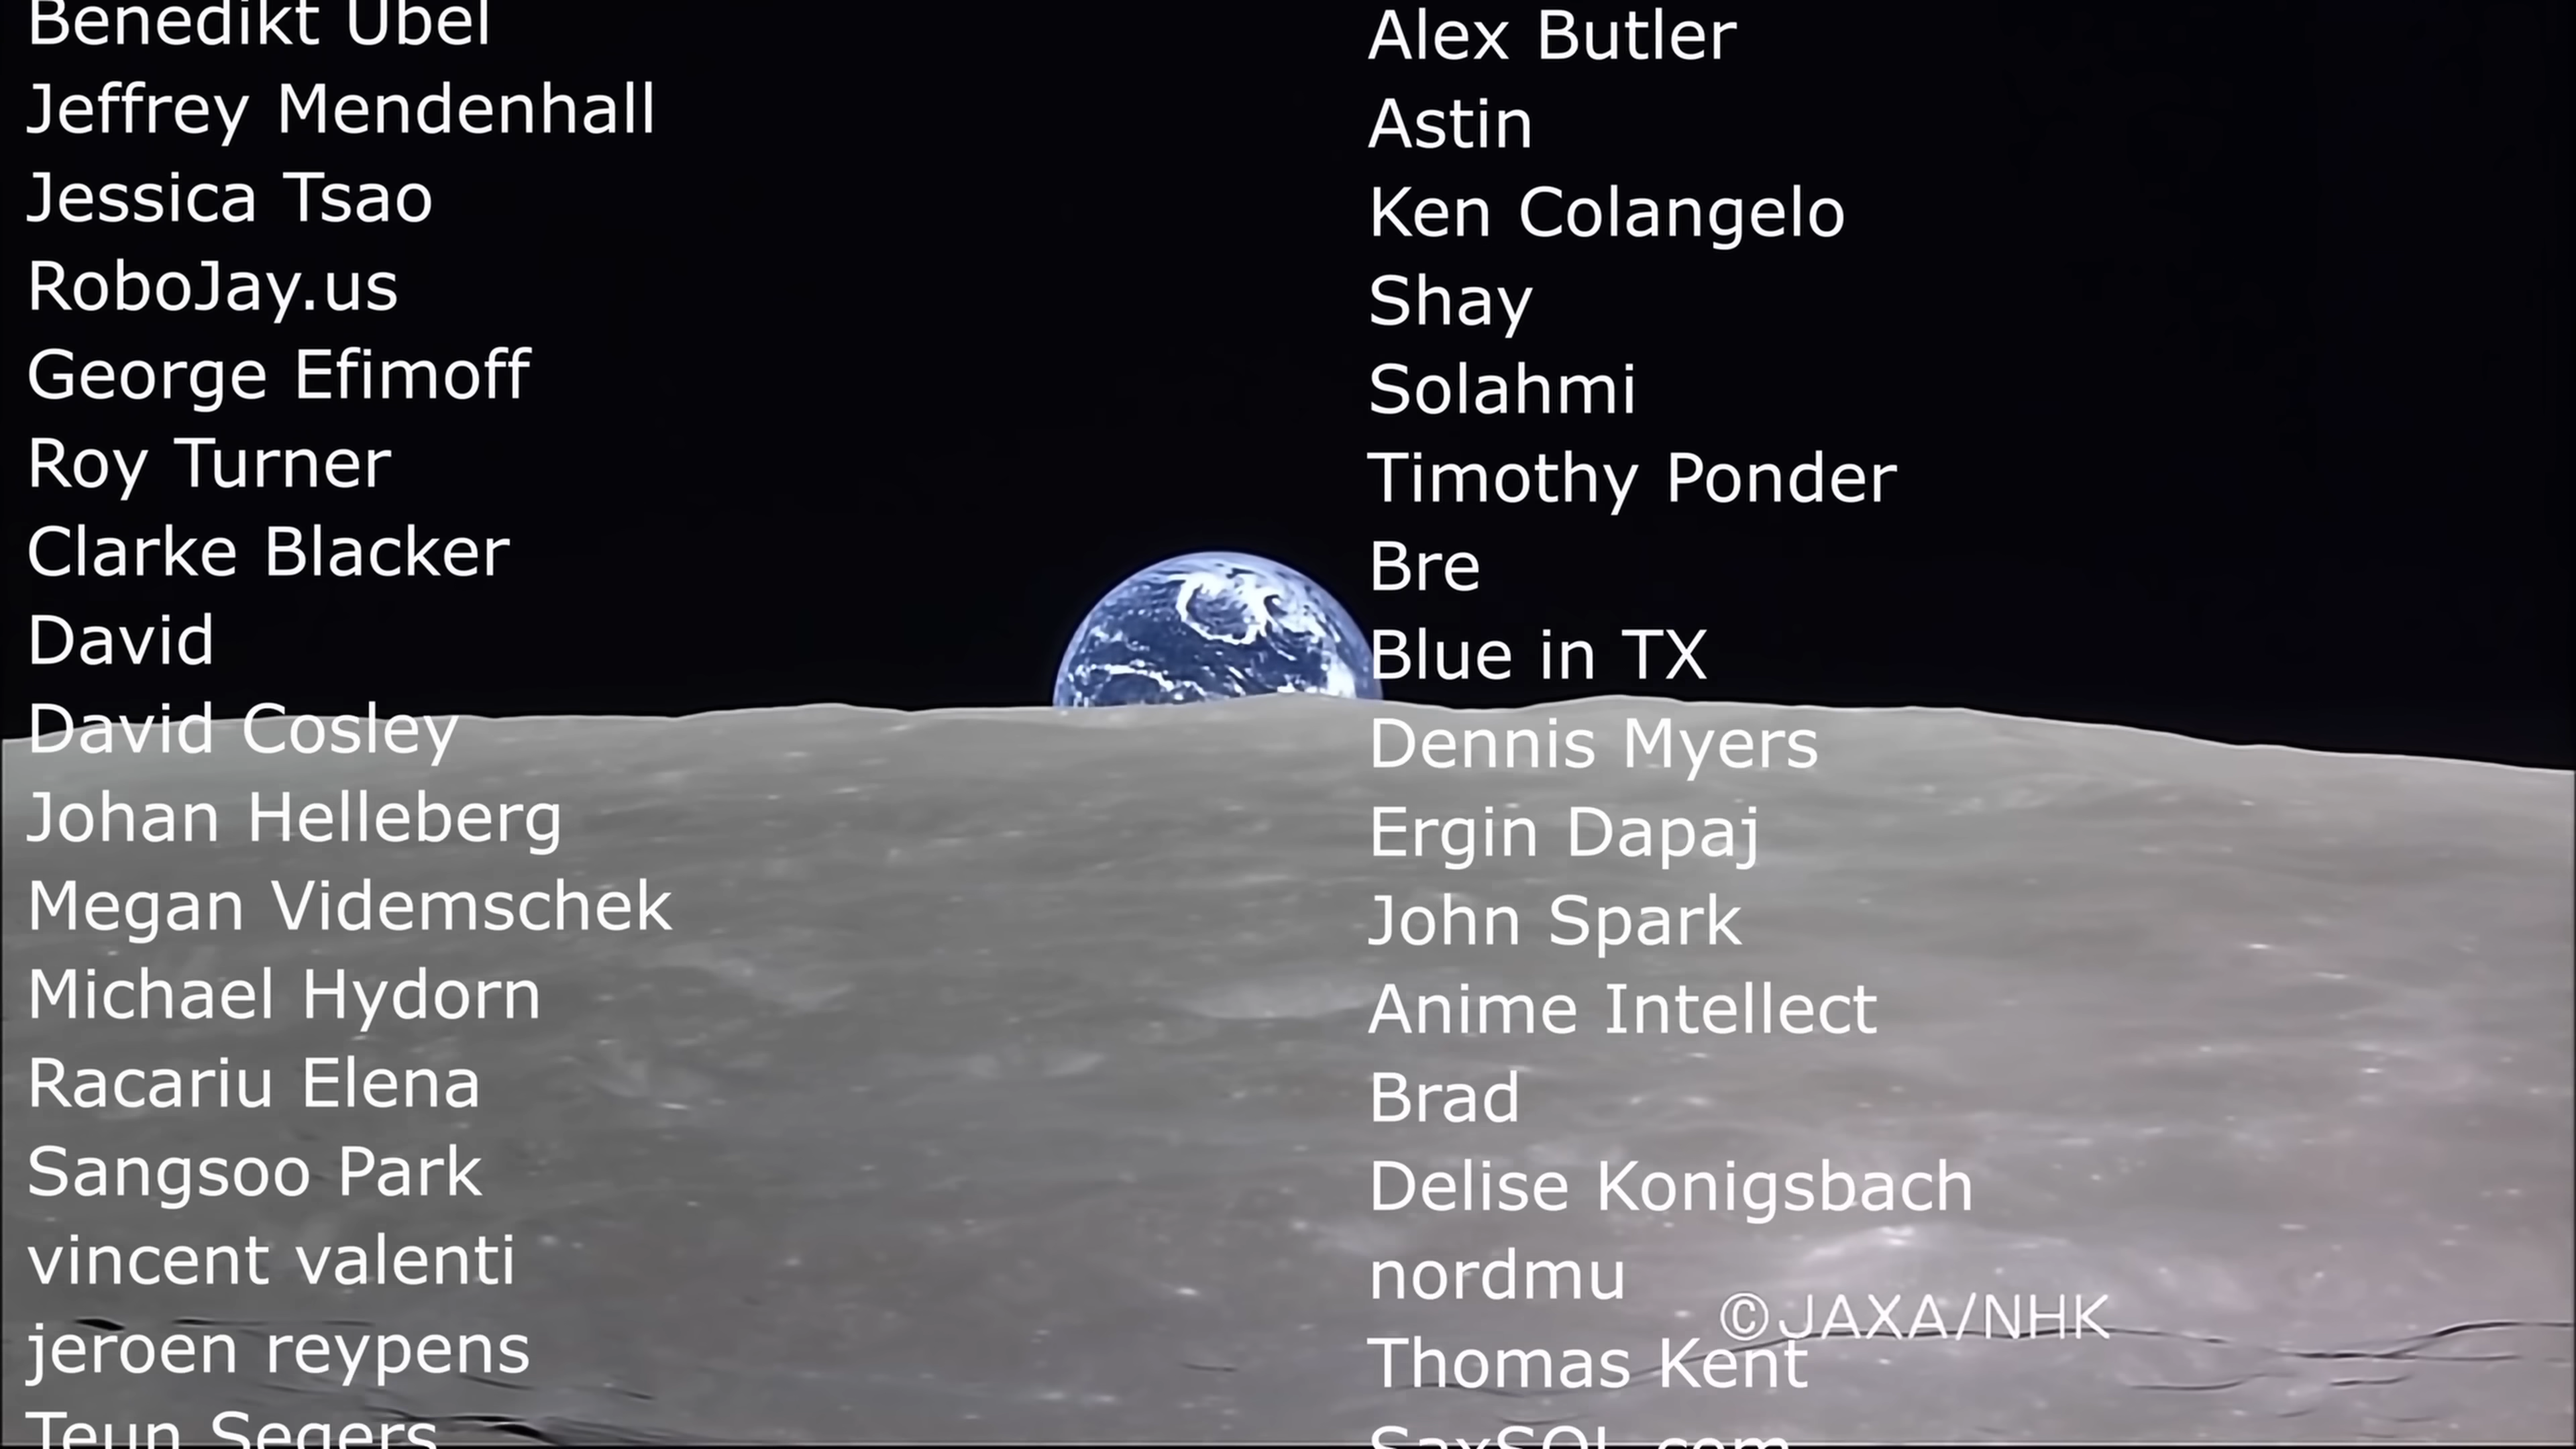 Benedikt Ubel
Jeffrey Mendenhall
Jessica Tsao
RoboJay.us
George Efimoff
Roy Turner
Clarke Blacker
David
David Cosley
Johan Helleberg
Megan Videmschek
Michael Hydorn
Racariu Elena
Sangsoo Park
vincent valenti
jeroen reypens
Teun Segers
Alex Butler
Astin
Ken Colangelo
Shay
Solahmi
Timothy Ponder
Bre
Blue in TX
Dennis Myers
Ergin Dapaj
John Spark
Anime Intellect
Brad
Delise Konigsbach
nordmu
©JAXA/NHK
Thomas Kent